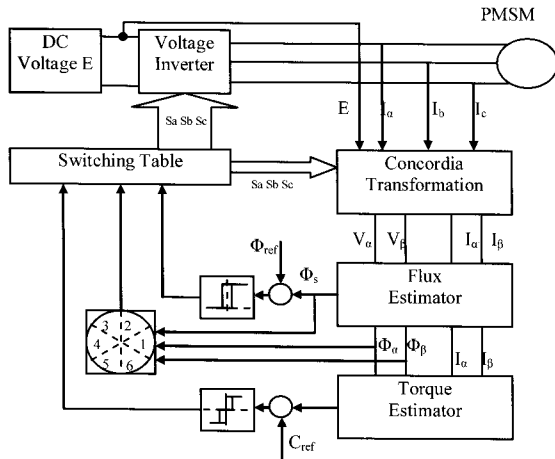 PMSM
DC
Voltage E
Voltage
Inverter
E
Iα
Ib
Ic
Sa Sb Sc
Switching Table
Sa Sb Sc
Concordia
Transformation
Vα
Vβ
Iα
Iβ
Φref
Φs
Flux
Estimator
3
2
4
1
5
6
Φα
Φβ
Iα
Iβ
Torque
Estimator
Cref